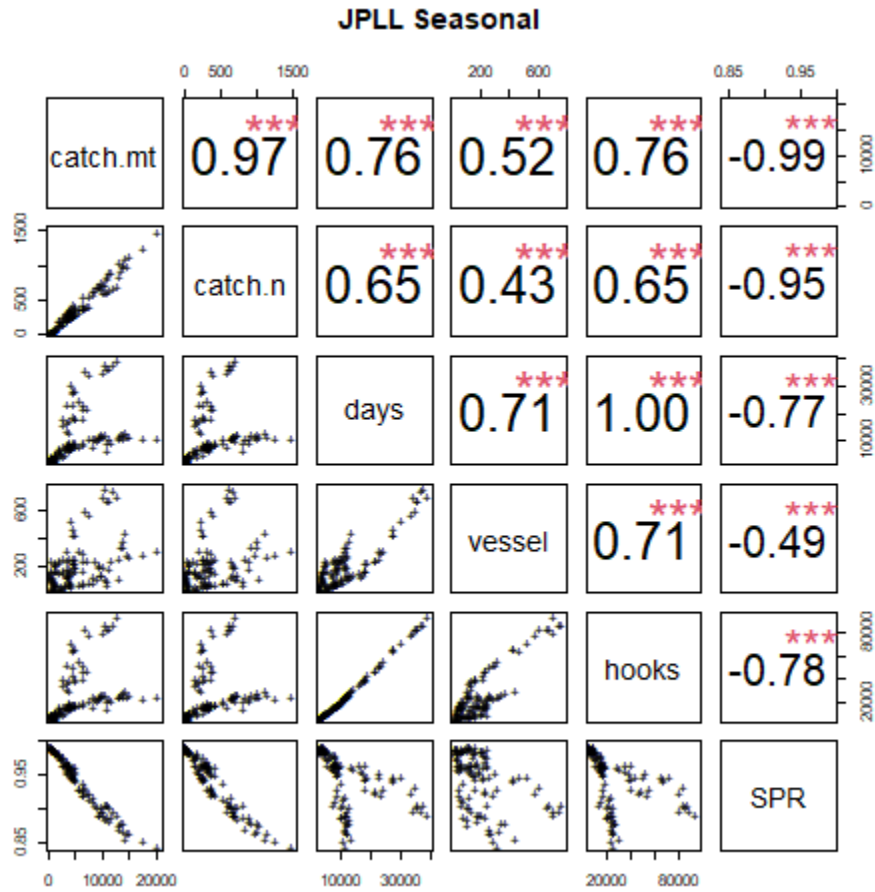 JPLL Seasonal
0 500 1500 200 600 0.85 0.95
catch.mt 0.97 *** 0.76 *** 0.52 *** 0.76 *** -0.99 *** 0 10000
0 500 1500 catch.n 0.65 *** 0.43 *** 0.65 *** -0.95 ***
days 0.71 *** 1.00 *** -0.77 *** 10000 30000
200 600 vessel 0.71 *** -0.49 ***
hooks -0.78 *** 20000 80000
0.85 0.95 SPR
0 10000 20000 10000 30000 20000 80000